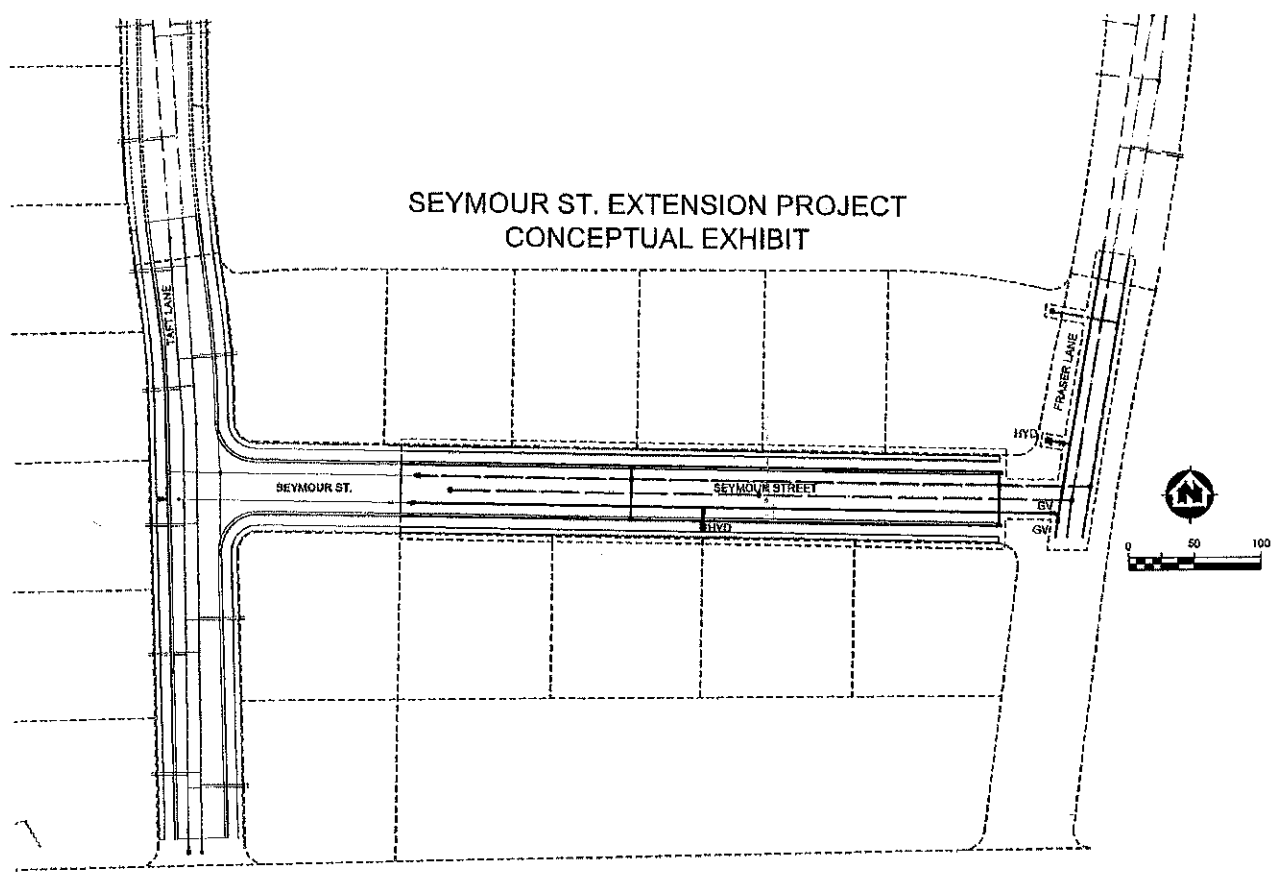 SEYMOUR ST. EXTENSION PROJECT
CONCEPTUAL EXHIBIT
TAFT LANE
FRASER LANE
HYD
SEYMOUR ST.
SEYMOUR STREET
GV
HYD
GV
N
0 50 100